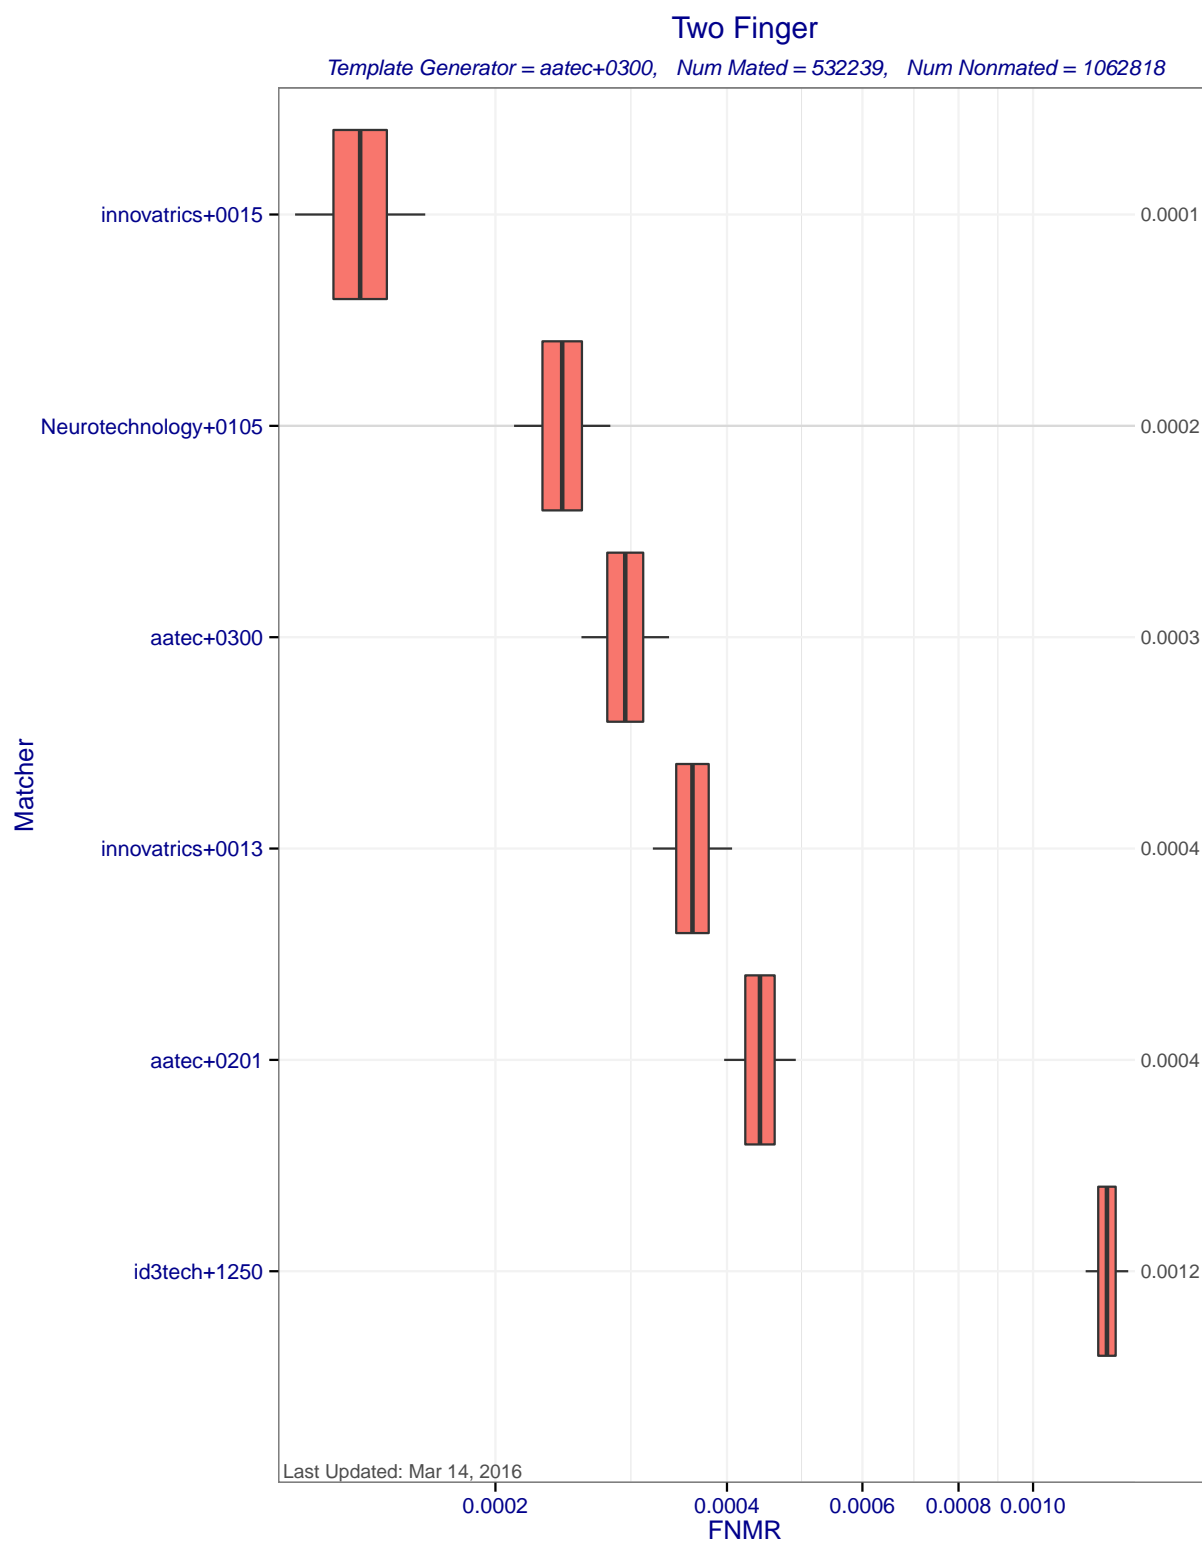 Two Finger
Template Generator = aatec+0300,   Num Mated = 532239,   Num Nonmated = 1062818
innovatrics+0015
0.0001
Neurotechnology+0105
0.0002
aatec+0300
0.0003
Matcher
innovatrics+0013
0.0004
aatec+0201
0.0004
id3tech+1250
0.0012
Last Updated: Mar 14, 2016
0.0002 0.0004 0.0006 0.0008 0.0010
FNMR